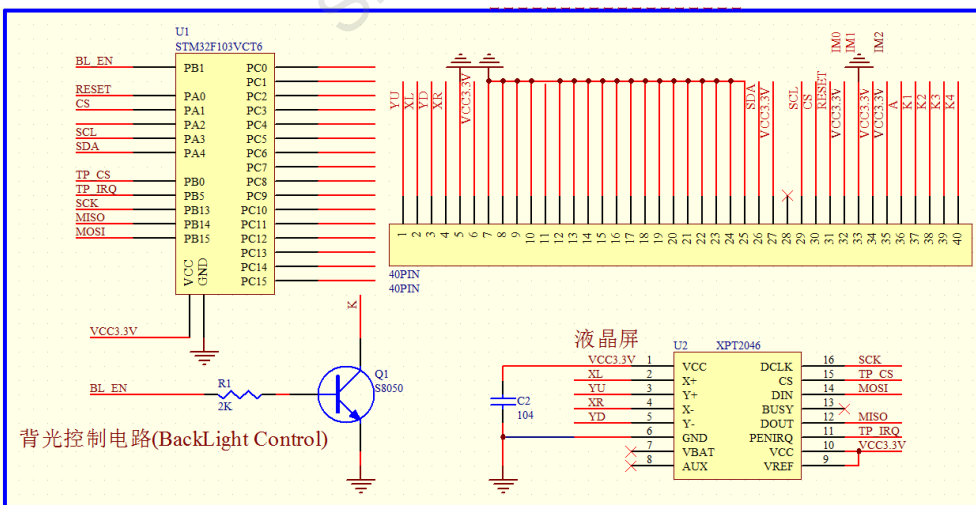 U1
STM32F103VCT6
BL_EN
PB1
RESET
PA0
CS
PA1
PA2
SCL
PA3
SDA
PA4
TP_CS
PB0
TP_IRQ
PB5
SCK
PB13
MISO
PB14
MOSI
PB15
PC0
PC1
PC2
PC3
PC4
PC5
PC6
PC7
PC8
PC9
PC10
PC11
PC12
PC13
PC14
PC15
VCC
GND
VCC3.3V
YU
XL
YD
XR
VCC3.3V
SDA
VCC3.3V
SCL
CS
RESET
IM0
VCC3.3V
IM1
VCC3.3V
IM2
VCC3.3V
A
K1
K2
K3
K4
1 2 3 4 5 6 7 8 9 10 11 12 13 14 15 16 17 18 19 20 21 22 23 24 25 26 27 28 29 30 31 32 33 34 35 36 37 38 39 40
40PIN
40PIN
K
Q1
S8050
BL_EN
R1
2K
背光控制电路(BackLight Control)
液晶屏
U2 XPT2046
VCC3.3V 1 VCC
XL 2 X+
YU 3 Y+
XR 4 X-
YD 5 Y-
6 GND
7 VBAT
8 AUX
DCLK 16 SCK
CS 15 TP_CS
DIN 14 MOSI
BUSY 13
DOUT 12 MISO
PENIRQ 11 TP_IRQ
VCC 10 VCC3.3V
VREF 9
C2
104